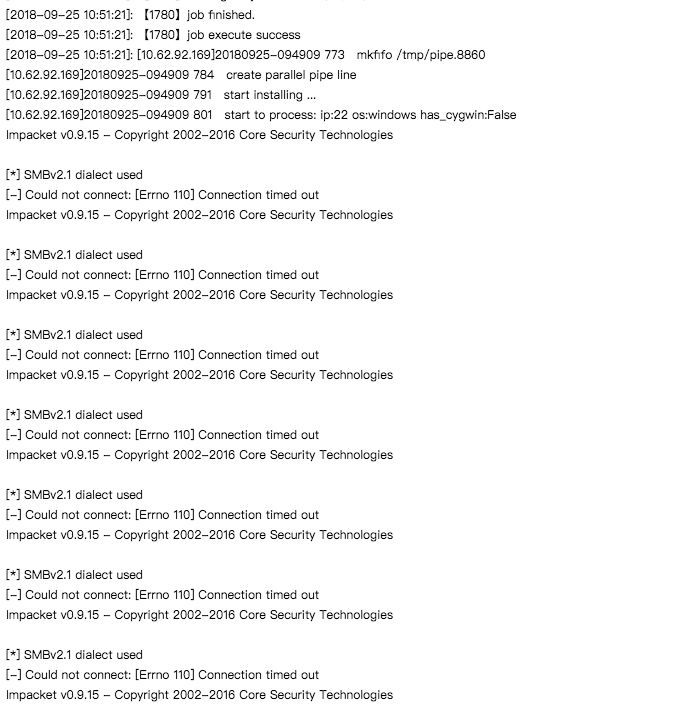 [2018-09-25 10:51:21]: 【1780】job finished.
[2018-09-25 10:51:21]: 【1780】job execute success
[2018-09-25 10:51:21]: [10.62.92.169]20180925-094909 773 mkfifo /tmp/pipe.8860
[10.62.92.169]20180925-094909 784 create parallel pipe line
[10.62.92.169]20180925-094909 791 start installing ...
[10.62.92.169]20180925-094909 801 start to process: ip:22 os:windows has_cygwin:False
Impacket v0.9.15 - Copyright 2002-2016 Core Security Technologies
[*] SMBv2.1 dialect used
[-] Could not connect: [Errno 110] Connection timed out
Impacket v0.9.15 - Copyright 2002-2016 Core Security Technologies
[*] SMBv2.1 dialect used
[-] Could not connect: [Errno 110] Connection timed out
Impacket v0.9.15 - Copyright 2002-2016 Core Security Technologies
[*] SMBv2.1 dialect used
[-] Could not connect: [Errno 110] Connection timed out
Impacket v0.9.15 - Copyright 2002-2016 Core Security Technologies
[*] SMBv2.1 dialect used
[-] Could not connect: [Errno 110] Connection timed out
Impacket v0.9.15 - Copyright 2002-2016 Core Security Technologies
[*] SMBv2.1 dialect used
[-] Could not connect: [Errno 110] Connection timed out
Impacket v0.9.15 - Copyright 2002-2016 Core Security Technologies
[*] SMBv2.1 dialect used
[-] Could not connect: [Errno 110] Connection timed out
Impacket v0.9.15 - Copyright 2002-2016 Core Security Technologies
[*] SMBv2.1 dialect used
[-] Could not connect: [Errno 110] Connection timed out
Impacket v0.9.15 - Copyright 2002-2016 Core Security Technologies